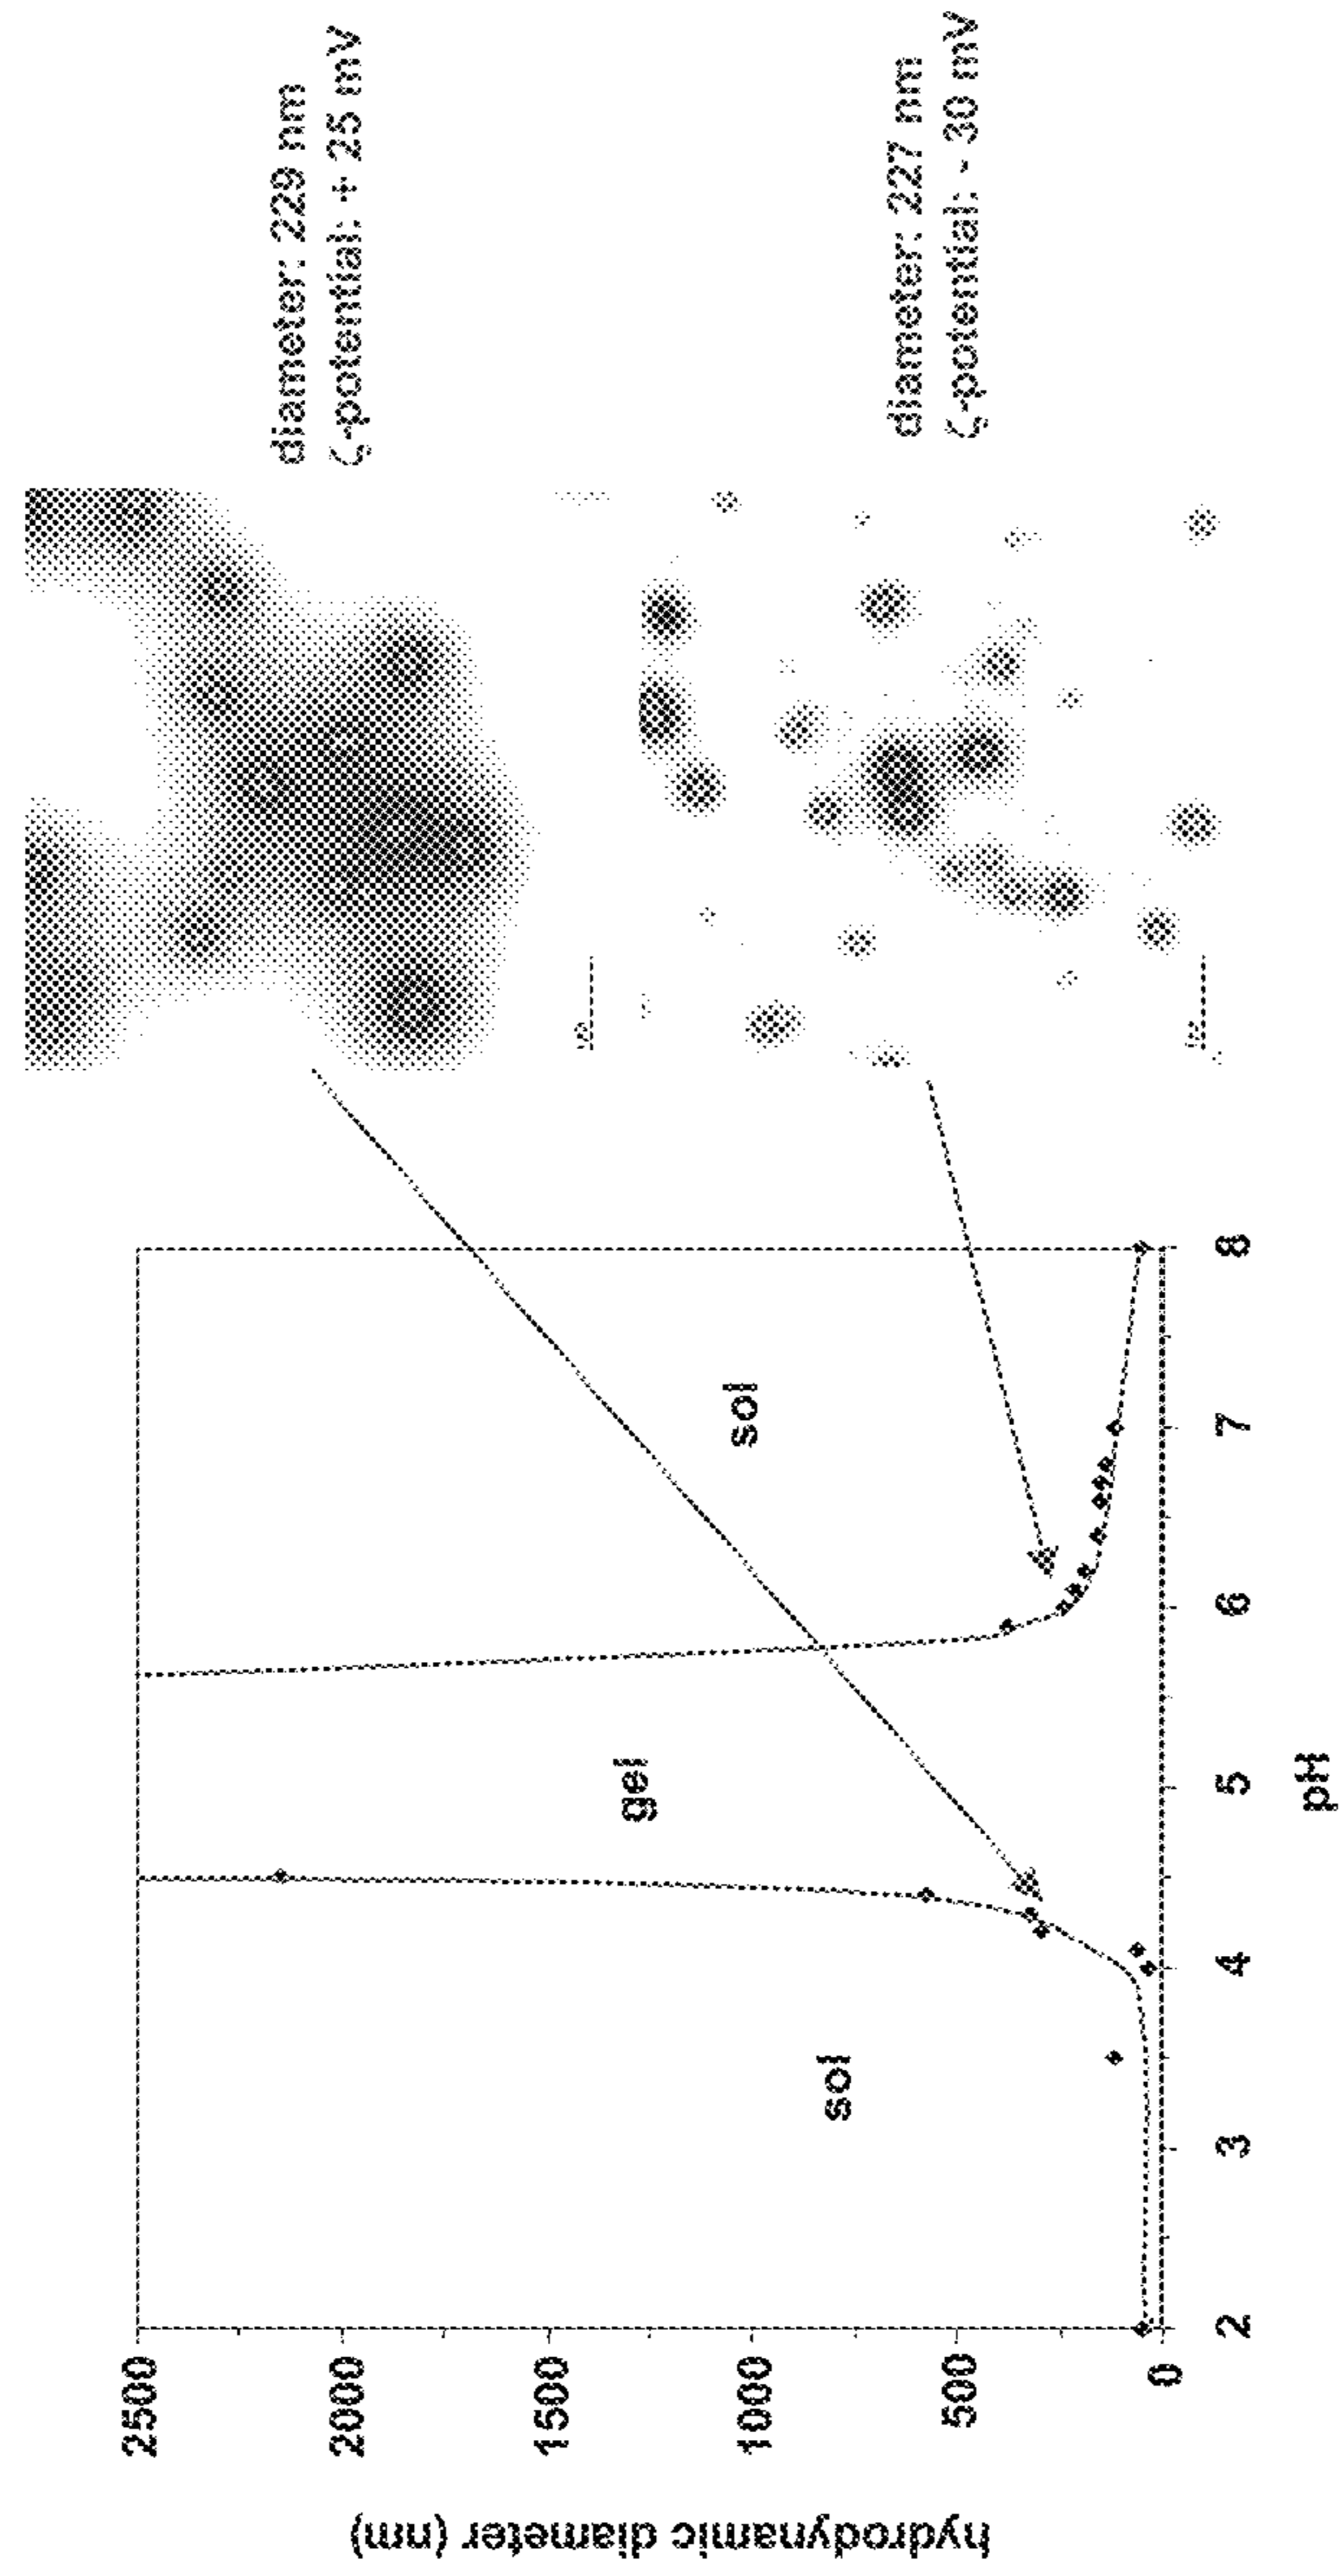 hydrodynamic diameter (nm)
2500
2000
1500
1000
500
0
2
3
4
5
6
7
8
pH
sol
gel
sol
diameter: 229 nm
ζ-potential: + 25 mV
diameter: 227 nm
ζ-potential: - 30 mV